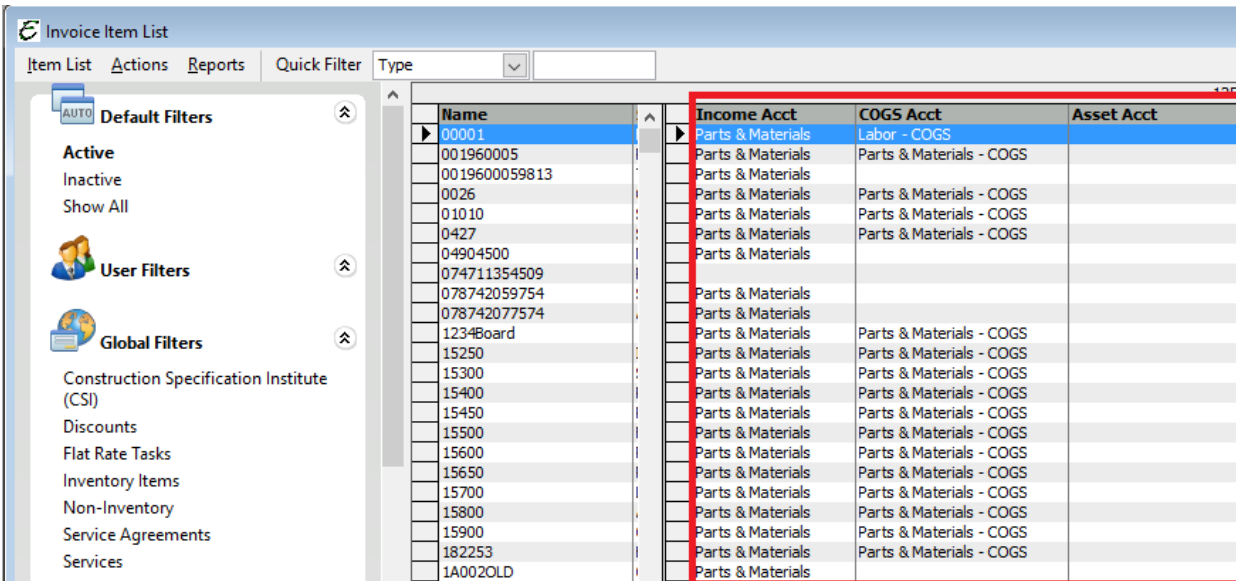 Invoice Item List
Item List Actions Reports Quick Filter Type
AUTO Default Filters
Active
Inactive
Show All
User Filters
Global Filters
Construction Specification Institute
(CSI)
Discounts
Flat Rate Tasks
Inventory Items
Non-Inventory
Service Agreements
Services
Name Income Acct COGS Acct Asset Acct
00001 Parts & Materials Labor - COGS
001960005 Parts & Materials Parts & Materials - COGS
0019600059813 Parts & Materials
0026 Parts & Materials Parts & Materials - COGS
01010 Parts & Materials Parts & Materials - COGS
0427 Parts & Materials Parts & Materials - COGS
04904500 Parts & Materials
074711354509
078742059754 Parts & Materials
078742077574 Parts & Materials
1234Board Parts & Materials Parts & Materials - COGS
15250 Parts & Materials Parts & Materials - COGS
15300 Parts & Materials Parts & Materials - COGS
15400 Parts & Materials Parts & Materials - COGS
15450 Parts & Materials Parts & Materials - COGS
15500 Parts & Materials Parts & Materials - COGS
15600 Parts & Materials Parts & Materials - COGS
15650 Parts & Materials Parts & Materials - COGS
15700 Parts & Materials Parts & Materials - COGS
15800 Parts & Materials Parts & Materials - COGS
15900 Parts & Materials Parts & Materials - COGS
182253 Parts & Materials Parts & Materials - COGS
1A002OLD Parts & Materials